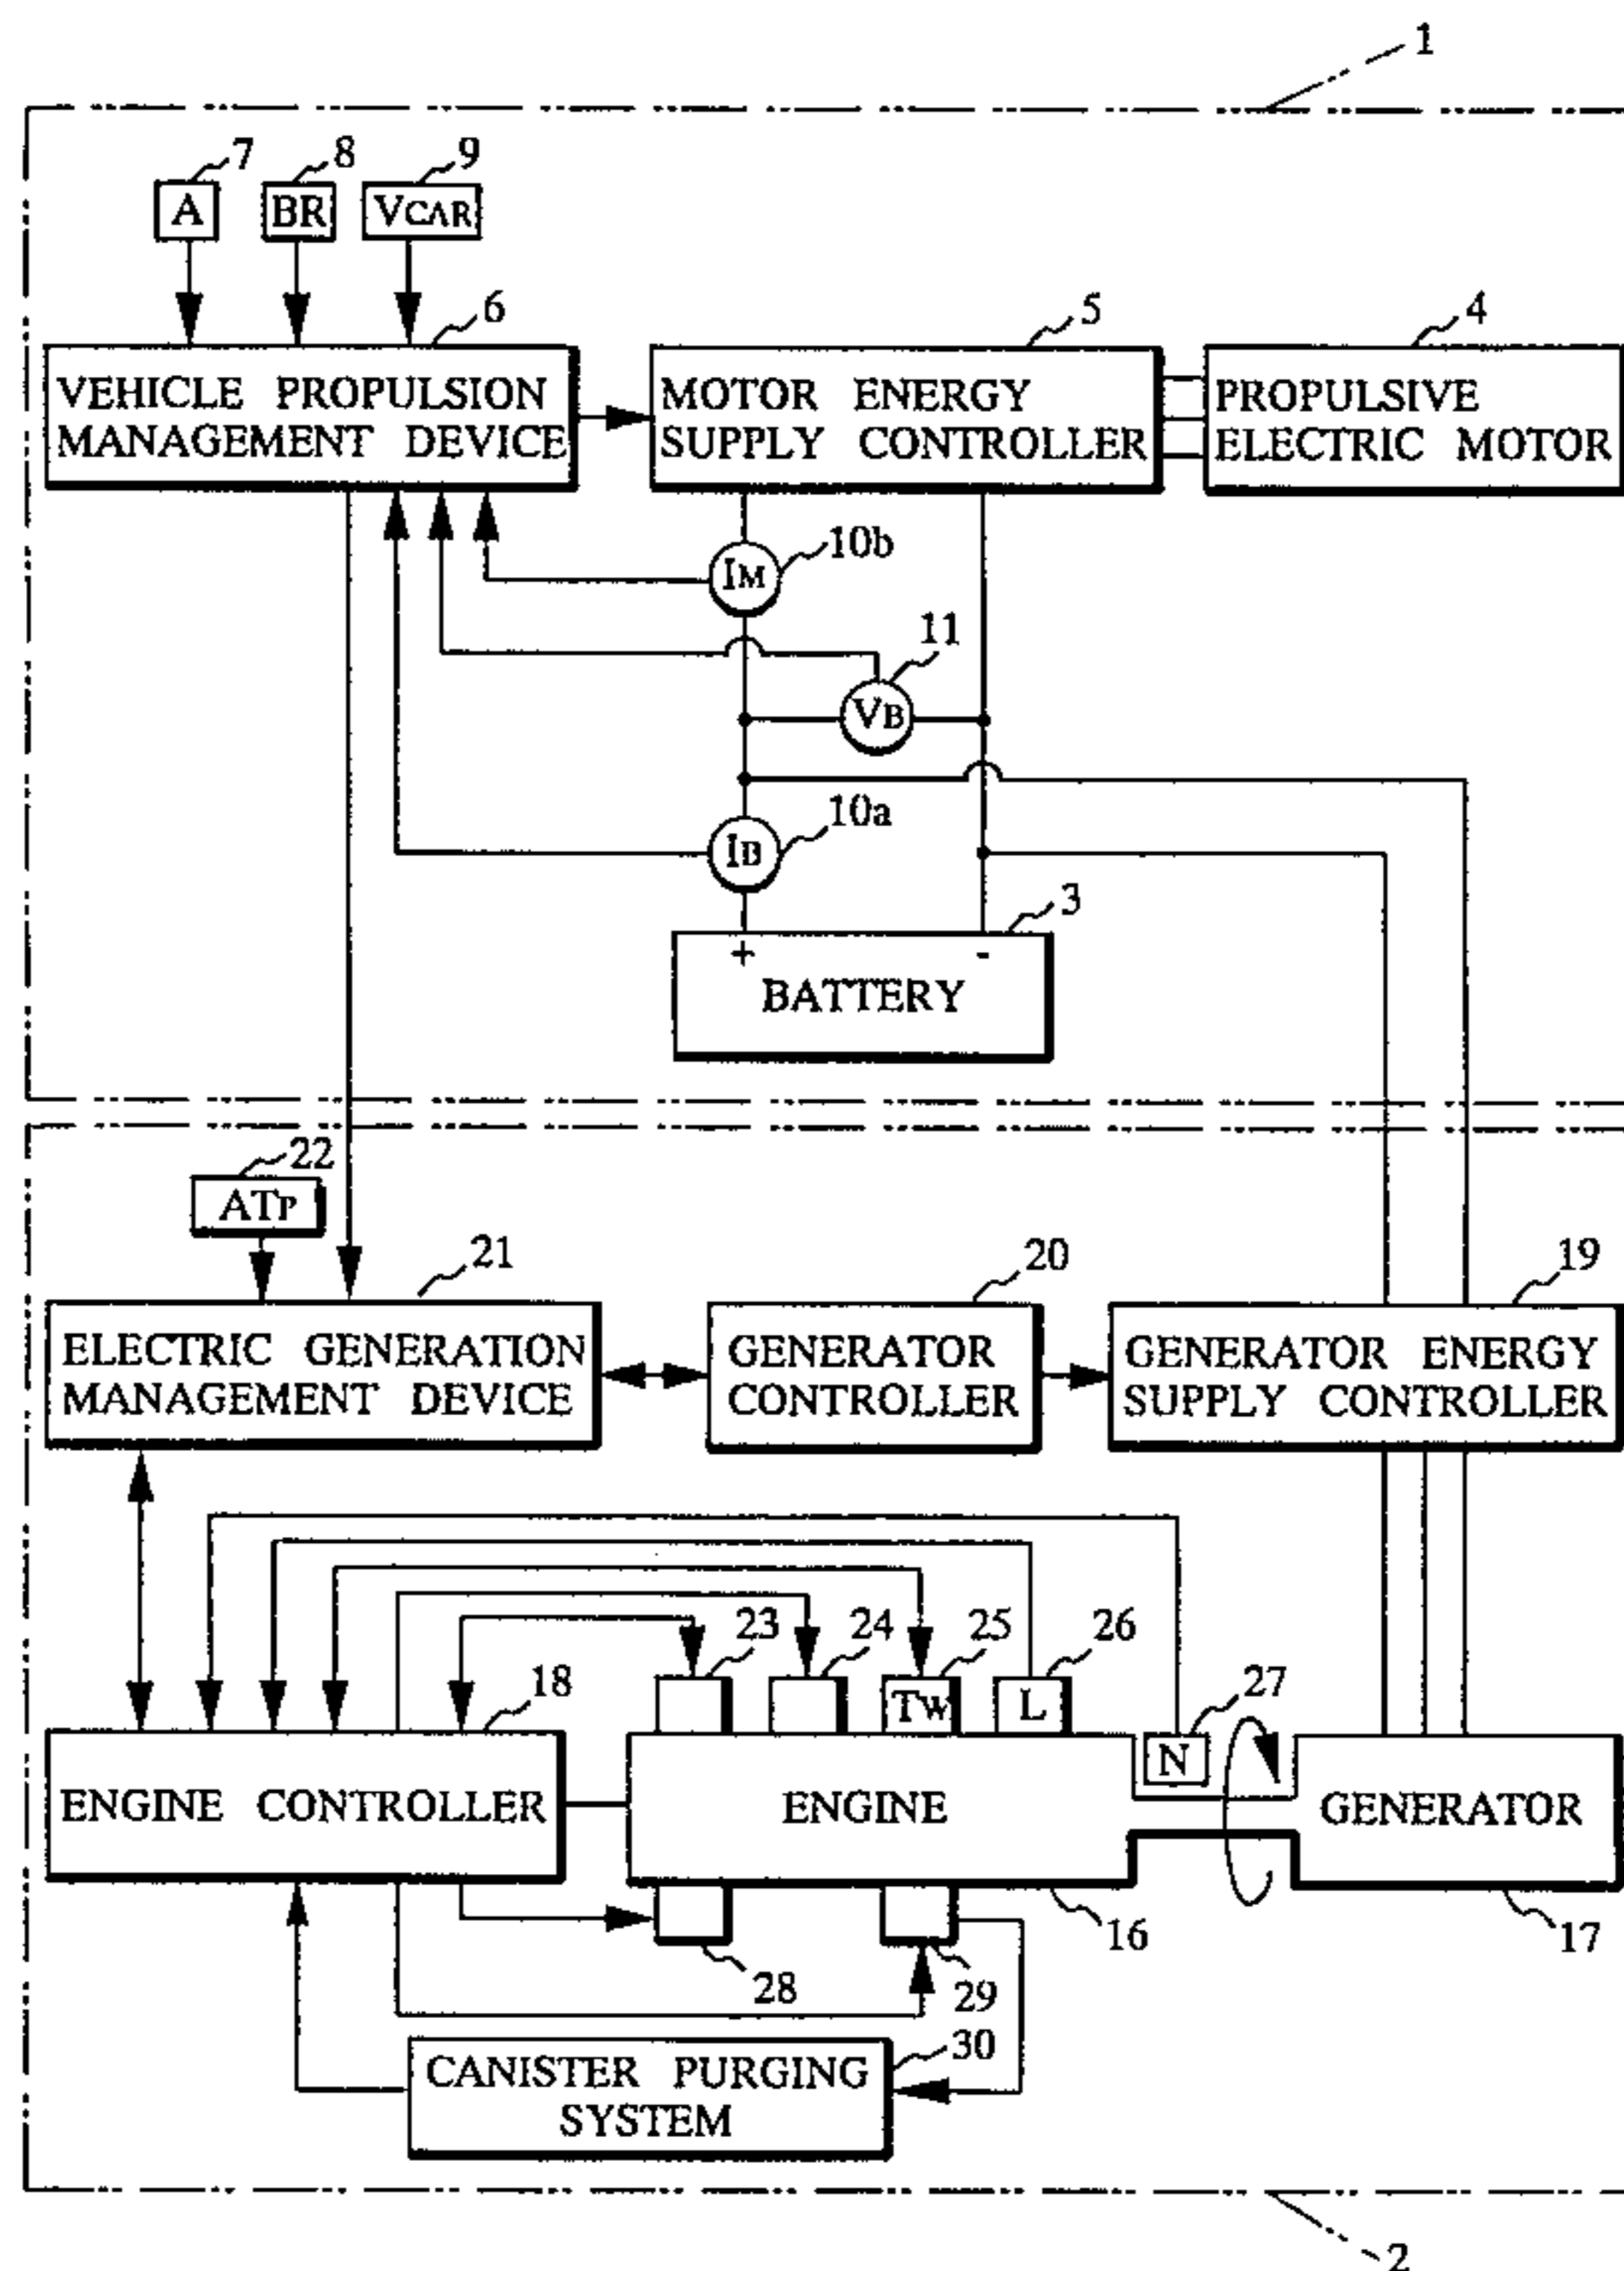 1
7
8
9
A
BR
VCAR
6
5
4
VEHICLE PROPULSION
MANAGEMENT DEVICE
MOTOR ENERGY
SUPPLY CONTROLLER
PROPULSIVE
ELECTRIC MOTOR
10b
IM
11
VB
10a
IB
3
+
-
BATTERY
22
ATP
21
20
19
ELECTRIC GENERATION
MANAGEMENT DEVICE
GENERATOR
CONTROLLER
GENERATOR ENERGY
SUPPLY CONTROLLER
23
24
25
26
27
18
TW
L
N
ENGINE CONTROLLER
ENGINE
GENERATOR
16
17
28
29
30
CANISTER PURGING
SYSTEM
2